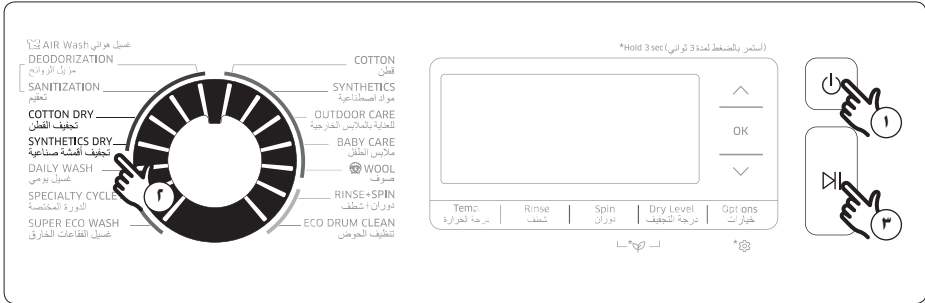 AIR Wash غسيل هوائي
DEODORIZATION
مزيل الروائح
SANITIZATION
تعقيم
COTTON DRY
تجفيف القطن
SYNTHETICS DRY
تجفيف أقمشة صناعية
DAILY WASH
غسيل يومي
SPECIALTY CYCLE
الدورة المختصة
SUPER ECO WASH
غسيل الفقاعات الخارق
COTTON
قطن
SYNTHETICS
مواد اصطناعية
OUTDOOR CARE
للعناية بالملابس الخارجية
BABY CARE
ملابس الطفل
WOOL
صوف
RINSE+SPIN
دوران+شطف
ECO DRUM CLEAN
تنظيف الحوض
٢
*Hold 3 sec (أستمر بالضغط لمدة 3 ثواني)
OK
Temp. Rinse Spin Dry Level Options
درجة الحرارة شطف دوران درجة التجفيف خيارات
* *
١
٣